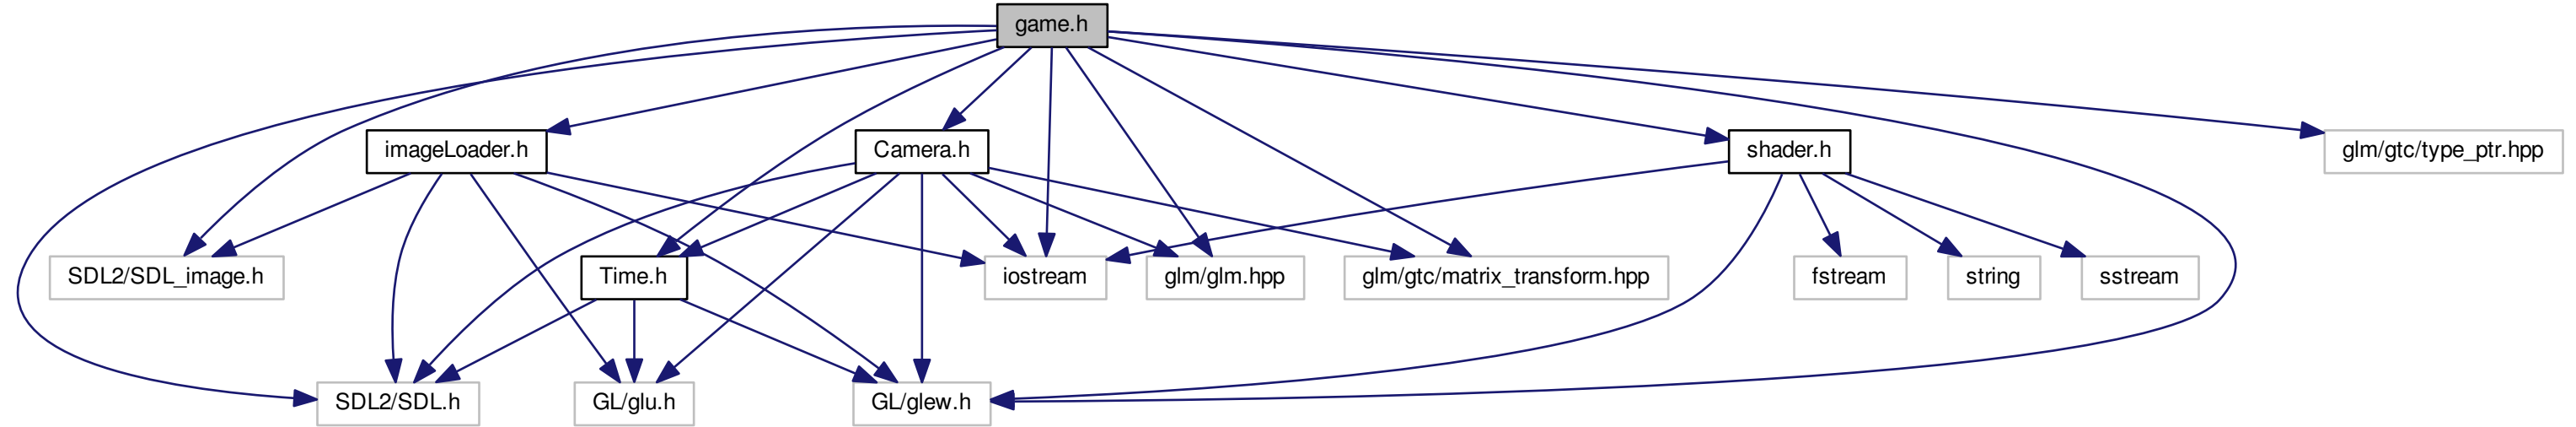 game.h
imageLoader.h
Camera.h
shader.h
glm/gtc/type_ptr.hpp
SDL2/SDL_image.h
Time.h
iostream
glm/glm.hpp
glm/gtc/matrix_transform.hpp
fstream
string
sstream
SDL2/SDL.h
GL/glu.h
GL/glew.h